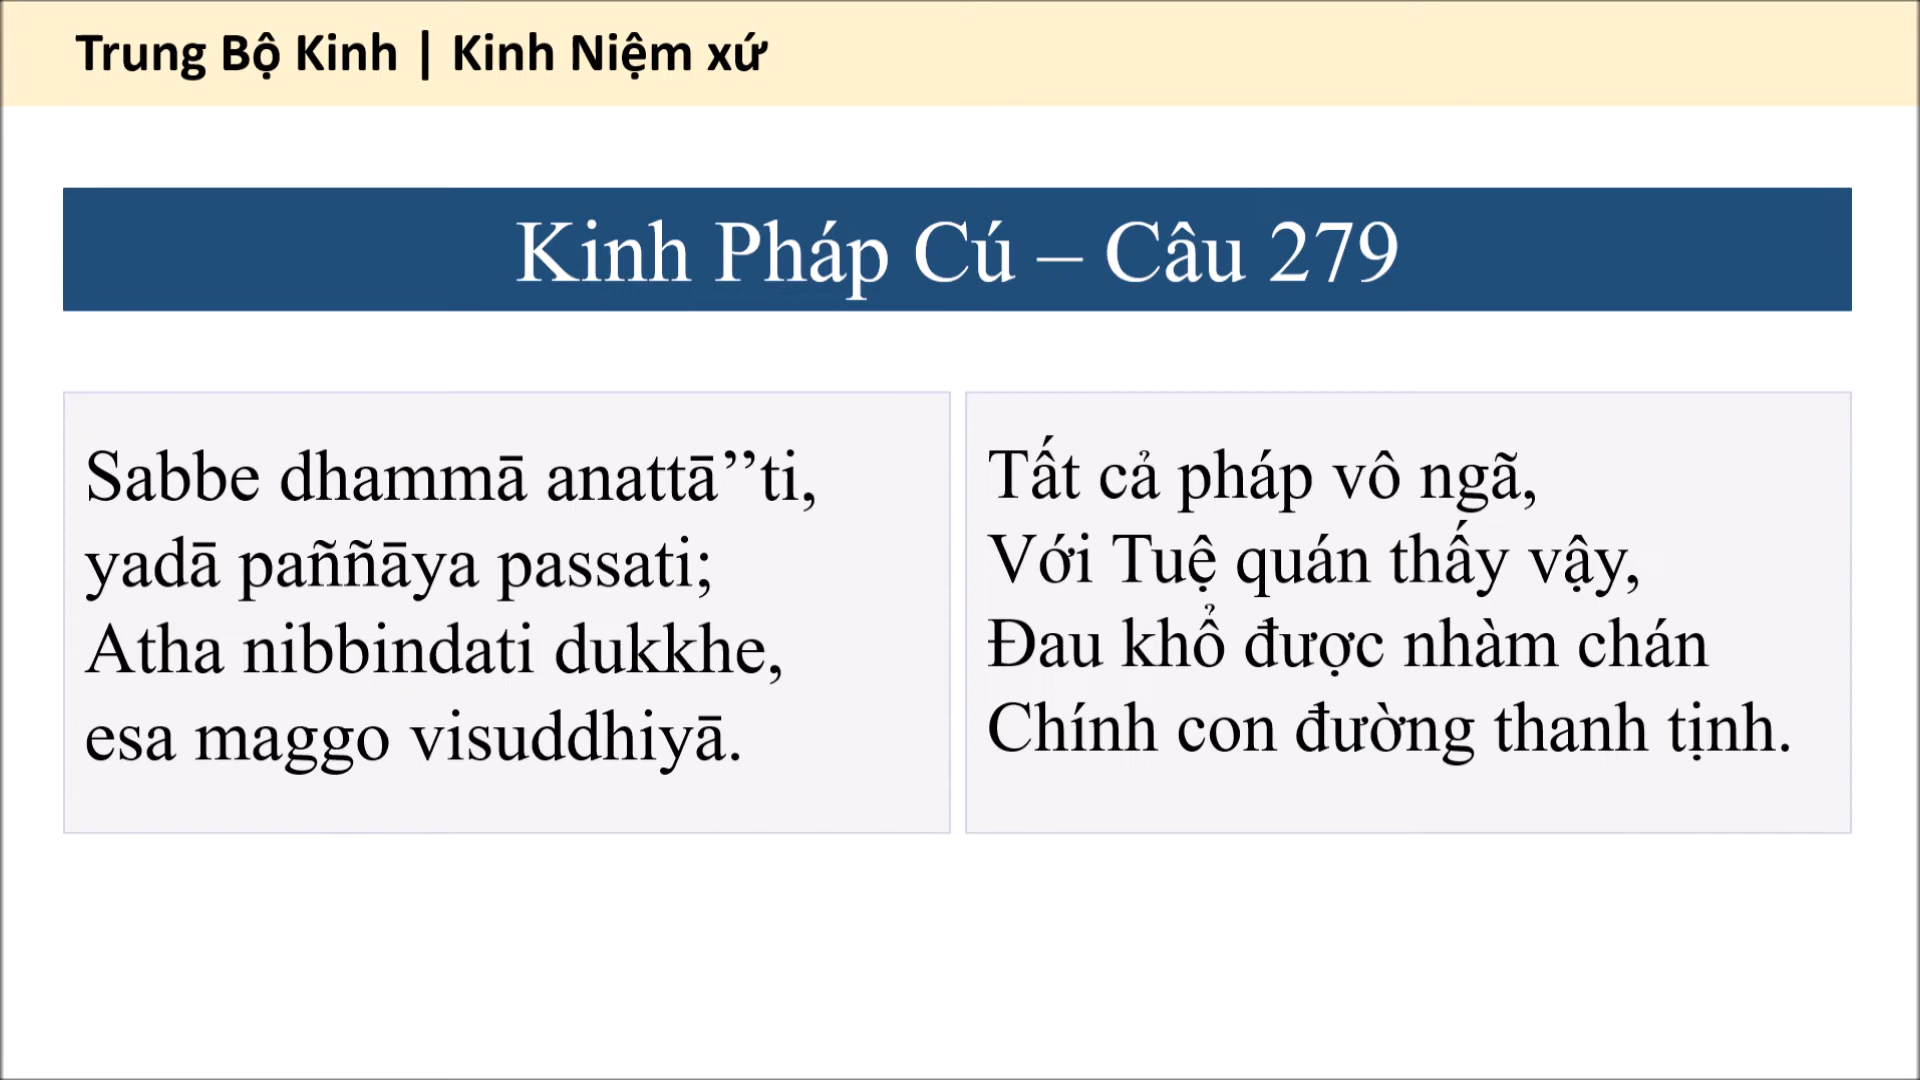 Trung Bộ Kinh | Kinh Niệm xứ
Kinh Pháp Cú – Câu 279
Sabbe dhammā anattā’’ti,
yadā paññāya passati;
Atha nibbindati dukkhe,
esa maggo visuddhiyā.
Tất cả pháp vô ngã,
Với Tuệ quán thấy vậy,
Đau khổ được nhàm chán
Chính con đường thanh tịnh.